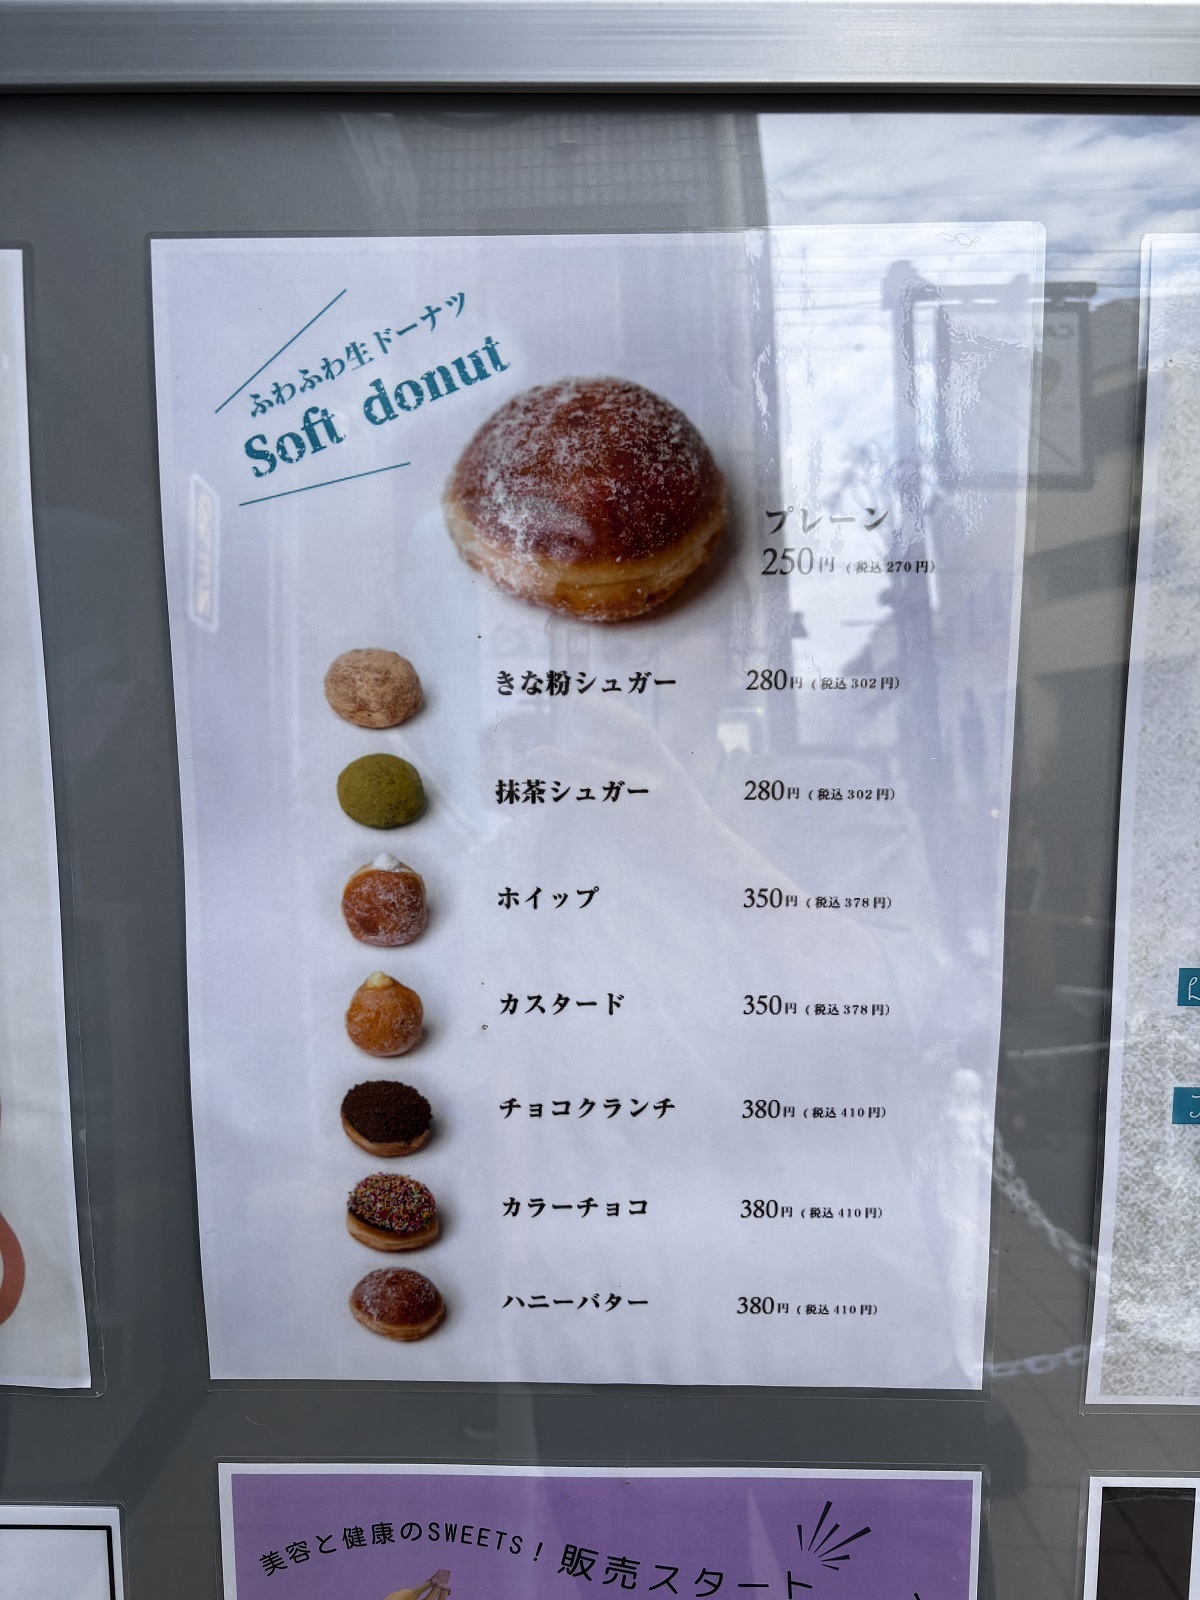 ふわふわ生ドーナツ
Soft donut
プレーン
250円 (税込270円)
きな粉シュガー 280円 (税込302円)
抹茶シュガー 280円 (税込302円)
ホイップ 350円 (税込378円)
カスタード 350円 (税込378円)
チョコクランチ 380円 (税込410円)
カラーチョコ 380円 (税込410円)
ハニーバター 380円 (税込410円)
美容と健康のSWEETS!
販売スタート